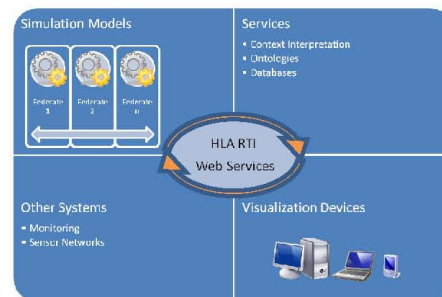 Simulation Models
Federate
1
Federate
2
Federate
n
Services
Context Interpretation
Ontologies
Databases
HLA RTI
Web Services
Other Systems
Monitoring
Sensor Networks
Visualization Devices